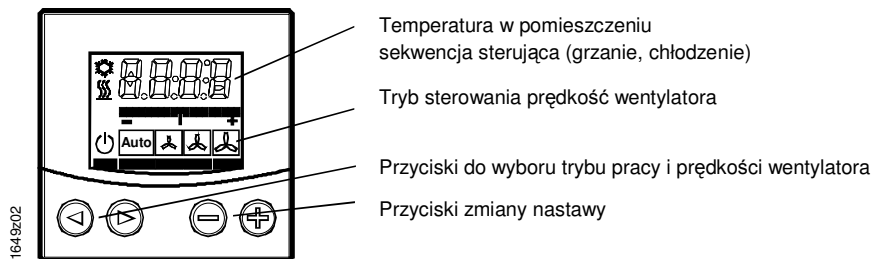 Temperatura w pomieszczeniu
sekwencja sterująca (grzanie, chłodzenie)
Tryb sterowania prędkość wentylatora
Auto
Przyciski do wyboru trybu pracy i prędkości wentylatora
Przyciski zmiany nastawy
1649z02